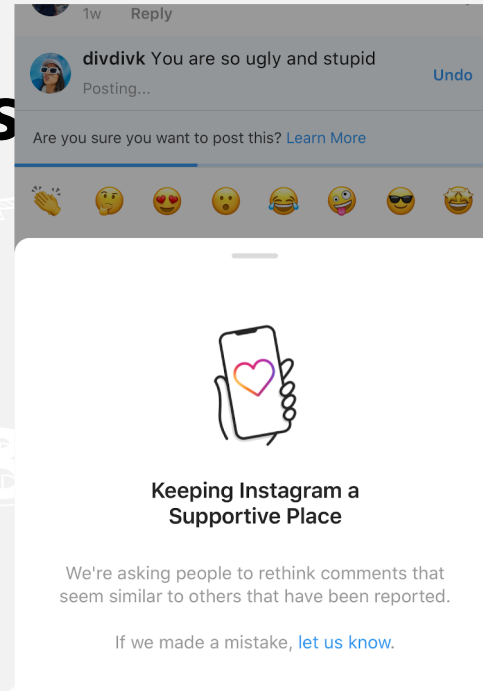 1w Reply
divdivk You are so ugly and stupid
Posting...
Undo
Are you sure you want to post this? Learn More
Keeping Instagram a
Supportive Place
We're asking people to rethink comments that
seem similar to others that have been reported.
If we made a mistake, let us know.